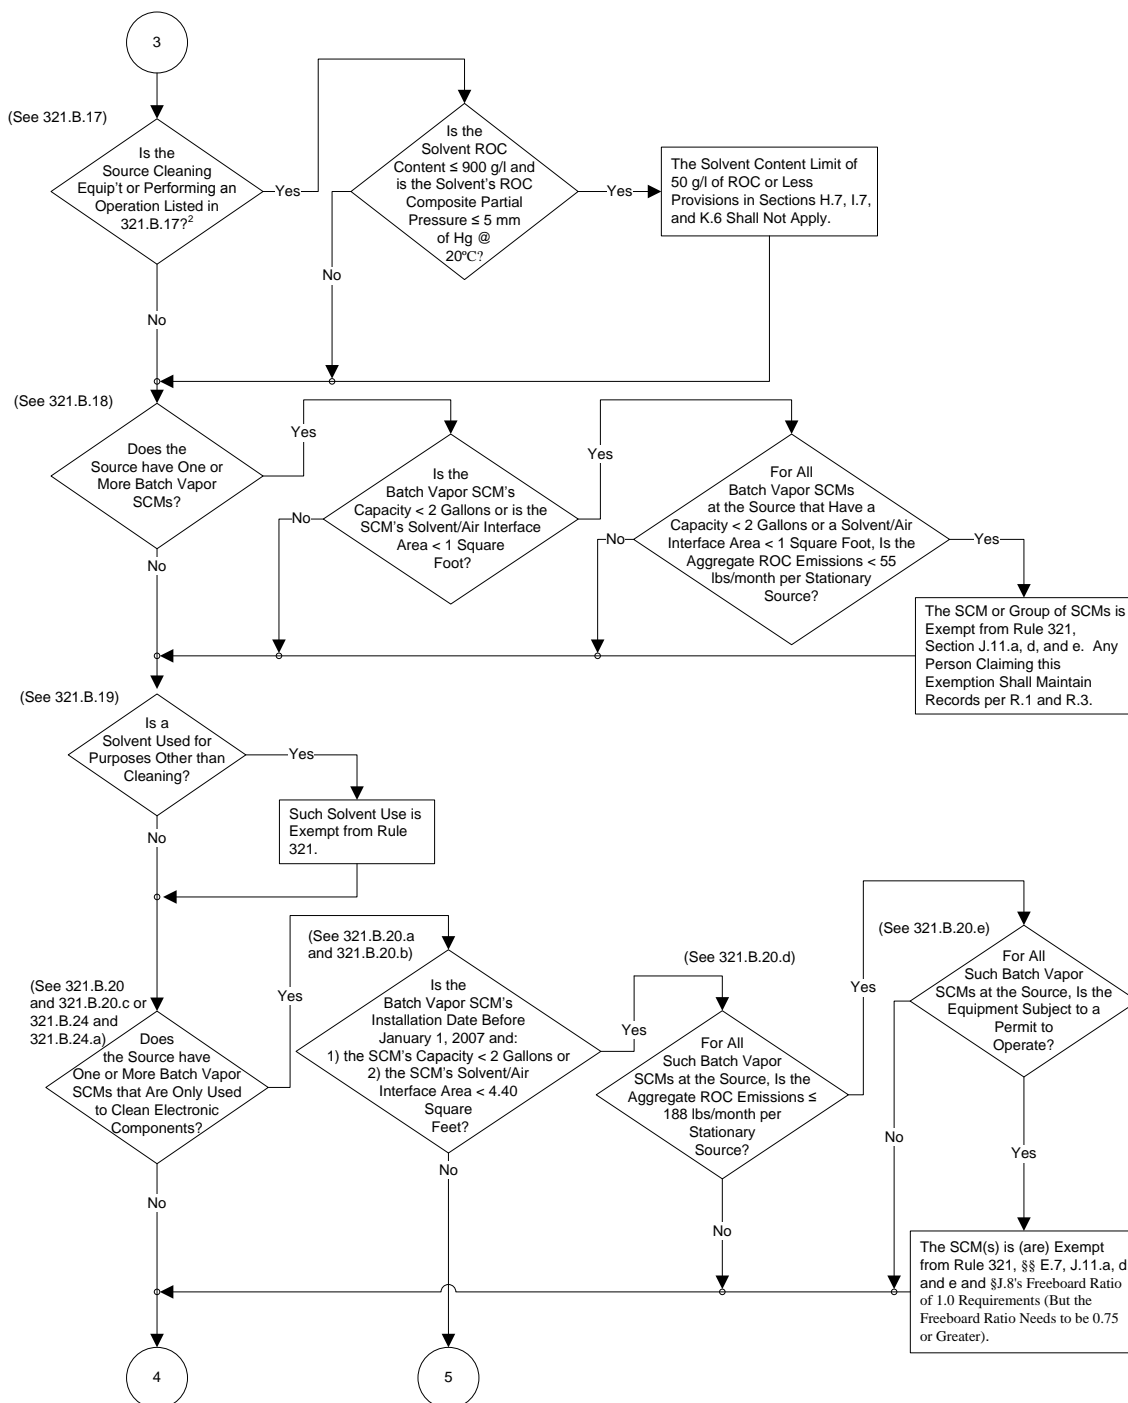 3
(See 321.B.17)
Is the
Source Cleaning
Equip't or Performing an
Operation Listed in
321.B.17?2
Yes
No
Is the
Solvent ROC
Content ≤ 900 g/l and
is the Solvent's ROC
Composite Partial
Pressure ≤ 5 mm
of Hg @
20°C?
Yes
No
The Solvent Content Limit of
50 g/l of ROC or Less
Provisions in Sections H.7, I.7,
and K.6 Shall Not Apply.
(See 321.B.18)
Does the
Source have One or
More Batch Vapor
SCMs?
Yes
No
Is the
Batch Vapor SCM's
Capacity < 2 Gallons or is the
SCM's Solvent/Air Interface
Area < 1 Square
Foot?
Yes
No
For All
Batch Vapor SCMs
at the Source that Have a
Capacity < 2 Gallons or a Solvent/Air
Interface Area < 1 Square Foot, Is the
Aggregate ROC Emissions < 55
lbs/month per Stationary
Source?
No
Yes
The SCM or Group of SCMs is
Exempt from Rule 321,
Section J.11.a, d, and e. Any
Person Claiming this
Exemption Shall Maintain
Records per R.1 and R.3.
(See 321.B.19)
Is a
Solvent Used for
Purposes Other than
Cleaning?
Yes
No
Such Solvent Use is
Exempt from Rule
321.
(See 321.B.20
and 321.B.20.c or
321.B.24 and
321.B.24.a)
Does
the Source have
One or More Batch Vapor
SCMs that Are Only Used
to Clean Electronic
Components?
Yes
No
(See 321.B.20.a
and 321.B.20.b)
Is the
Batch Vapor SCM's
Installation Date Before
January 1, 2007 and:
1) the SCM's Capacity < 2 Gallons or
2) the SCM's Solvent/Air
Interface Area < 4.40
Square
Feet?
Yes
No
(See 321.B.20.d)
For All
Such Batch Vapor
SCMs at the Source, Is the
Aggregate ROC Emissions ≤
188 lbs/month per
Stationary
Source?
Yes
No
(See 321.B.20.e)
For All
Such Batch Vapor
SCMs at the Source, Is the
Equipment Subject to a
Permit to
Operate?
No
Yes
The SCM(s) is (are) Exempt
from Rule 321, §§ E.7, J.11.a, d
and e and §J.8's Freeboard Ratio
of 1.0 Requirements (But the
Freeboard Ratio Needs to be 0.75
or Greater).
4
5